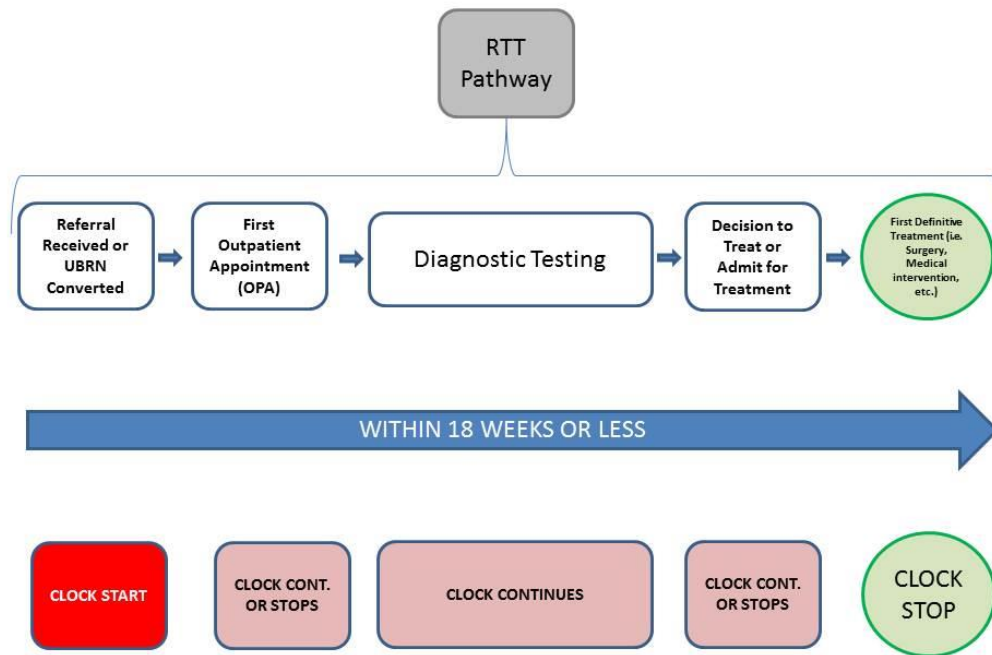 RTT
Pathway
Referral
Received or
UBRN
Converted
First
Outpatient
Appointment
(OPA)
Diagnostic Testing
Decision to
Treat or
Admit for
Treatment
First Definitive
Treatment (i.e.
Surgery,
Medical
intervention,
etc.)
WITHIN 18 WEEKS OR LESS
CLOCK START
CLOCK CONT.
OR STOPS
CLOCK CONTINUES
CLOCK CONT.
OR STOPS
CLOCK
STOP